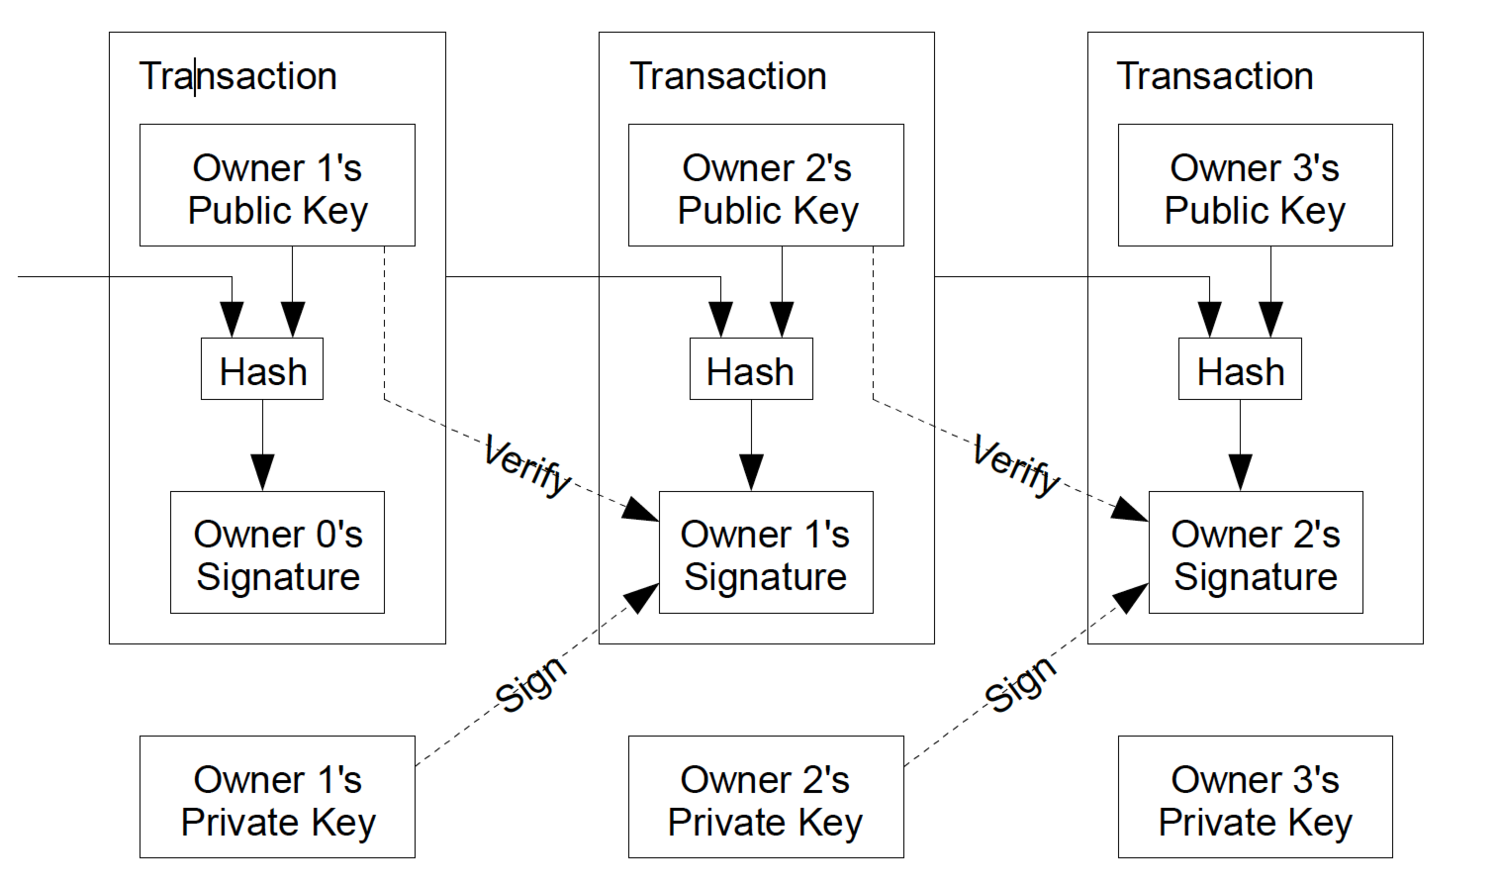 Transaction
Owner 1's
Public Key
Hash
Owner 0's
Signature
Transaction
Owner 2's
Public Key
Hash
Owner 1's
Signature
Transaction
Owner 3's
Public Key
Hash
Owner 2's
Signature
Verify
Verify
Sign
Sign
Owner 1's
Private Key
Owner 2's
Private Key
Owner 3's
Private Key